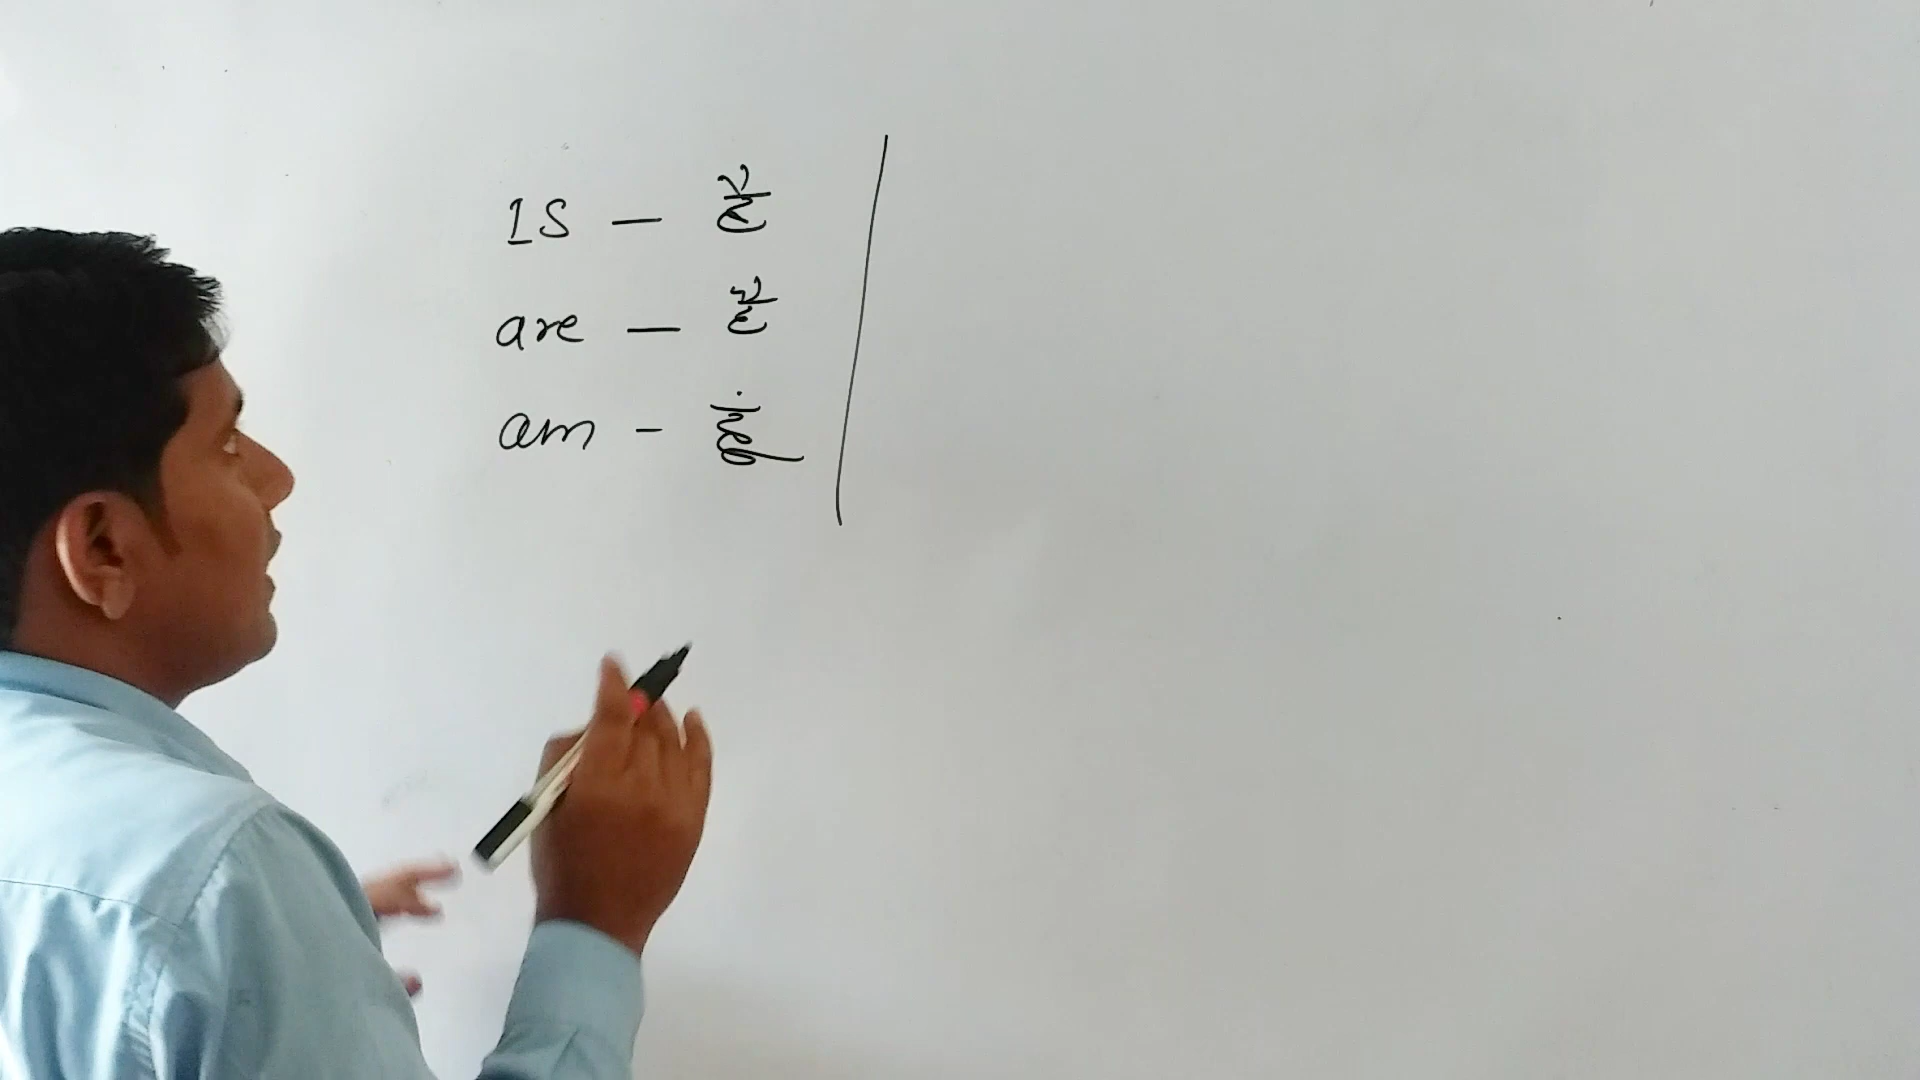 is - है
are - हैं
am - हूँ